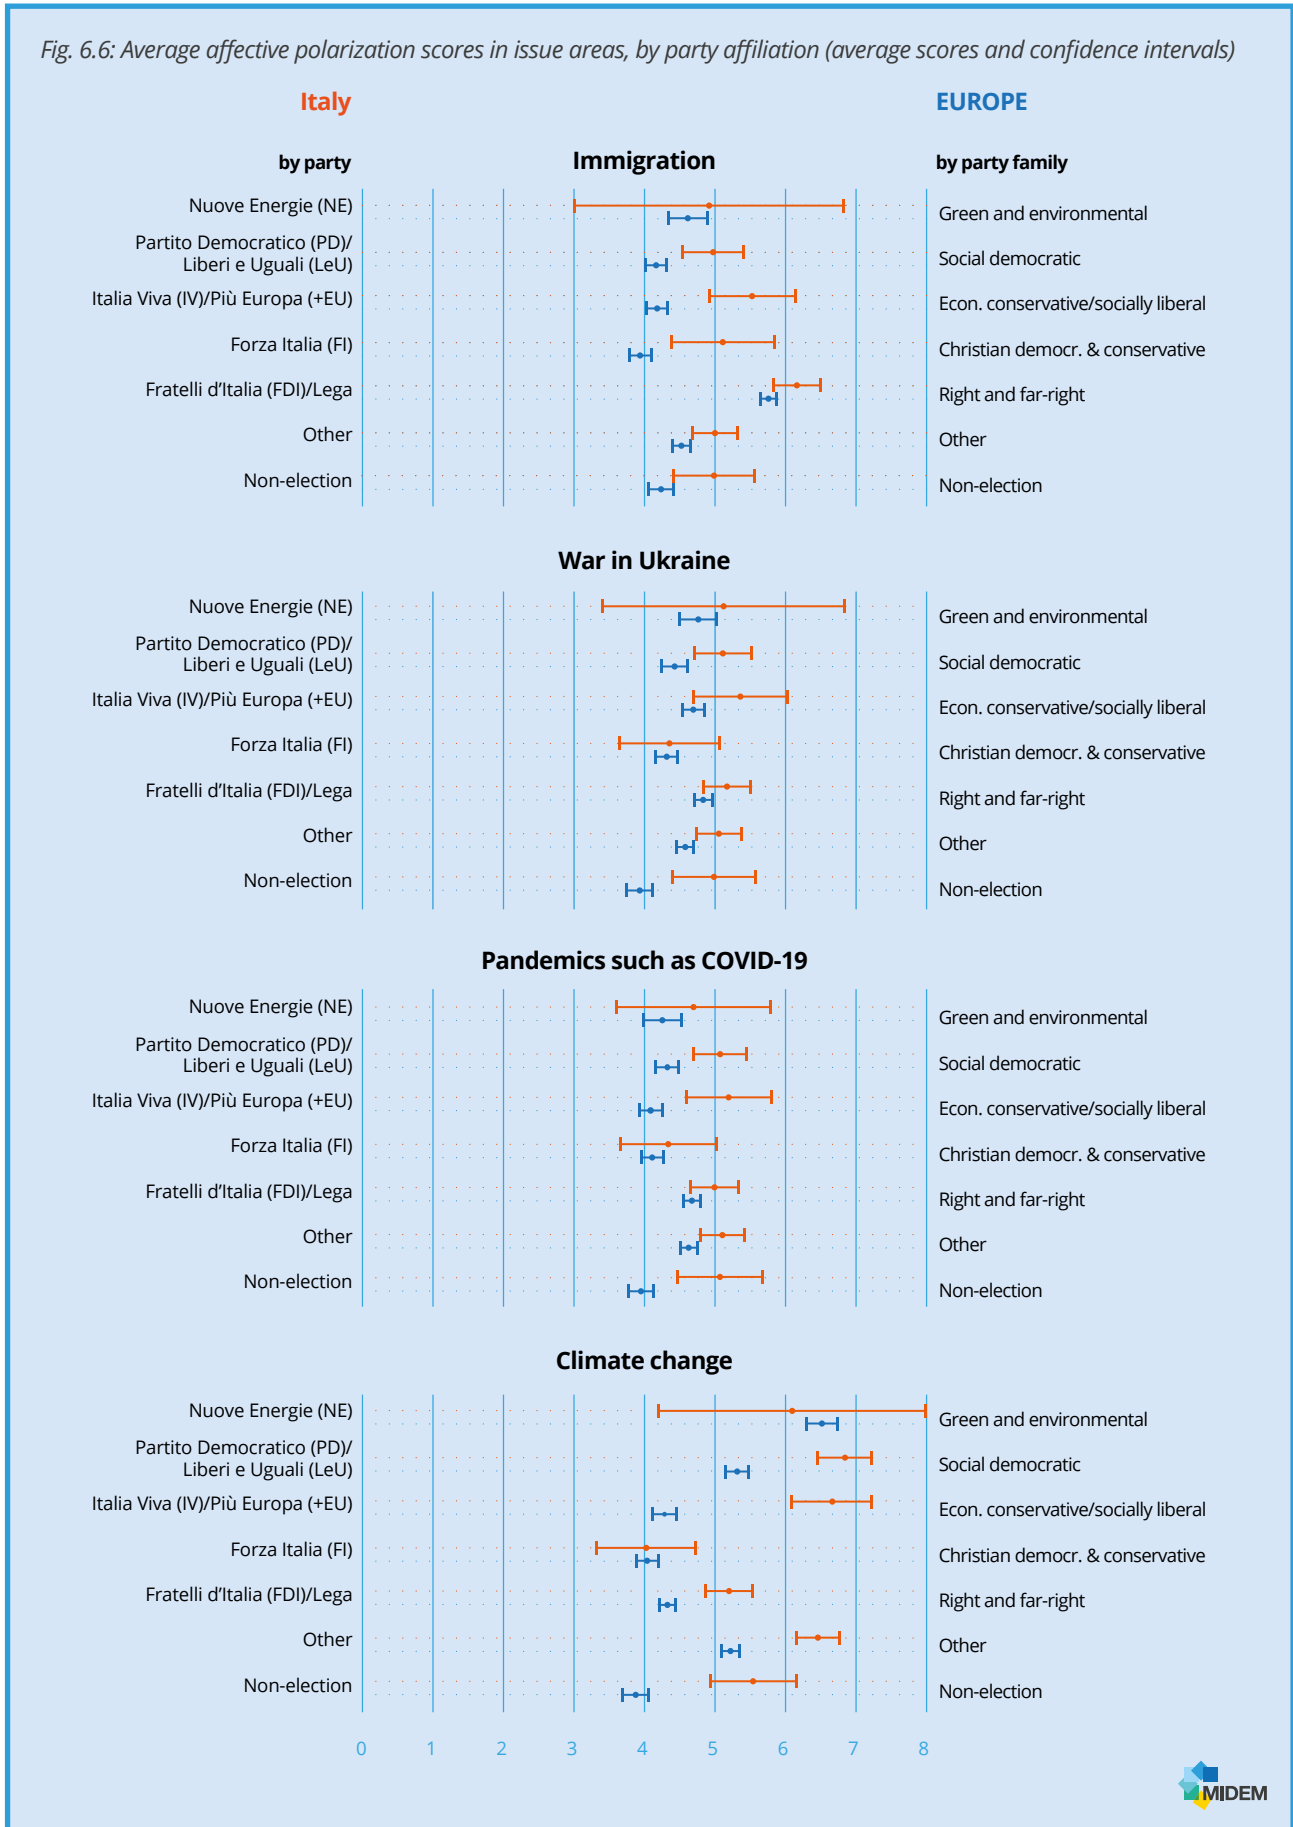 Fig. 6.6: Average affective polarization scores in issue areas, by party affiliation (average scores and confidence intervals)
Italy
EUROPE
by party
Immigration
by party family
Nuove Energie (NE)
Green and environmental
Partito Democratico (PD)/
Liberi e Uguali (LeU)
Social democratic
Italia Viva (IV)/Più Europa (+EU)
Econ. conservative/socially liberal
Forza Italia (FI)
Christian democr. & conservative
Fratelli d’Italia (FDI)/Lega
Right and far-right
Other
Other
Non-election
Non-election
War in Ukraine
Nuove Energie (NE)
Green and environmental
Partito Democratico (PD)/
Liberi e Uguali (LeU)
Social democratic
Italia Viva (IV)/Più Europa (+EU)
Econ. conservative/socially liberal
Forza Italia (FI)
Christian democr. & conservative
Fratelli d’Italia (FDI)/Lega
Right and far-right
Other
Other
Non-election
Non-election
Pandemics such as COVID-19
Nuove Energie (NE)
Green and environmental
Partito Democratico (PD)/
Liberi e Uguali (LeU)
Social democratic
Italia Viva (IV)/Più Europa (+EU)
Econ. conservative/socially liberal
Forza Italia (FI)
Christian democr. & conservative
Fratelli d’Italia (FDI)/Lega
Right and far-right
Other
Other
Non-election
Non-election
Climate change
Nuove Energie (NE)
Green and environmental
Partito Democratico (PD)/
Liberi e Uguali (LeU)
Social democratic
Italia Viva (IV)/Più Europa (+EU)
Econ. conservative/socially liberal
Forza Italia (FI)
Christian democr. & conservative
Fratelli d’Italia (FDI)/Lega
Right and far-right
Other
Other
Non-election
Non-election
0 1 2 3 4 5 6 7 8
MIDEM